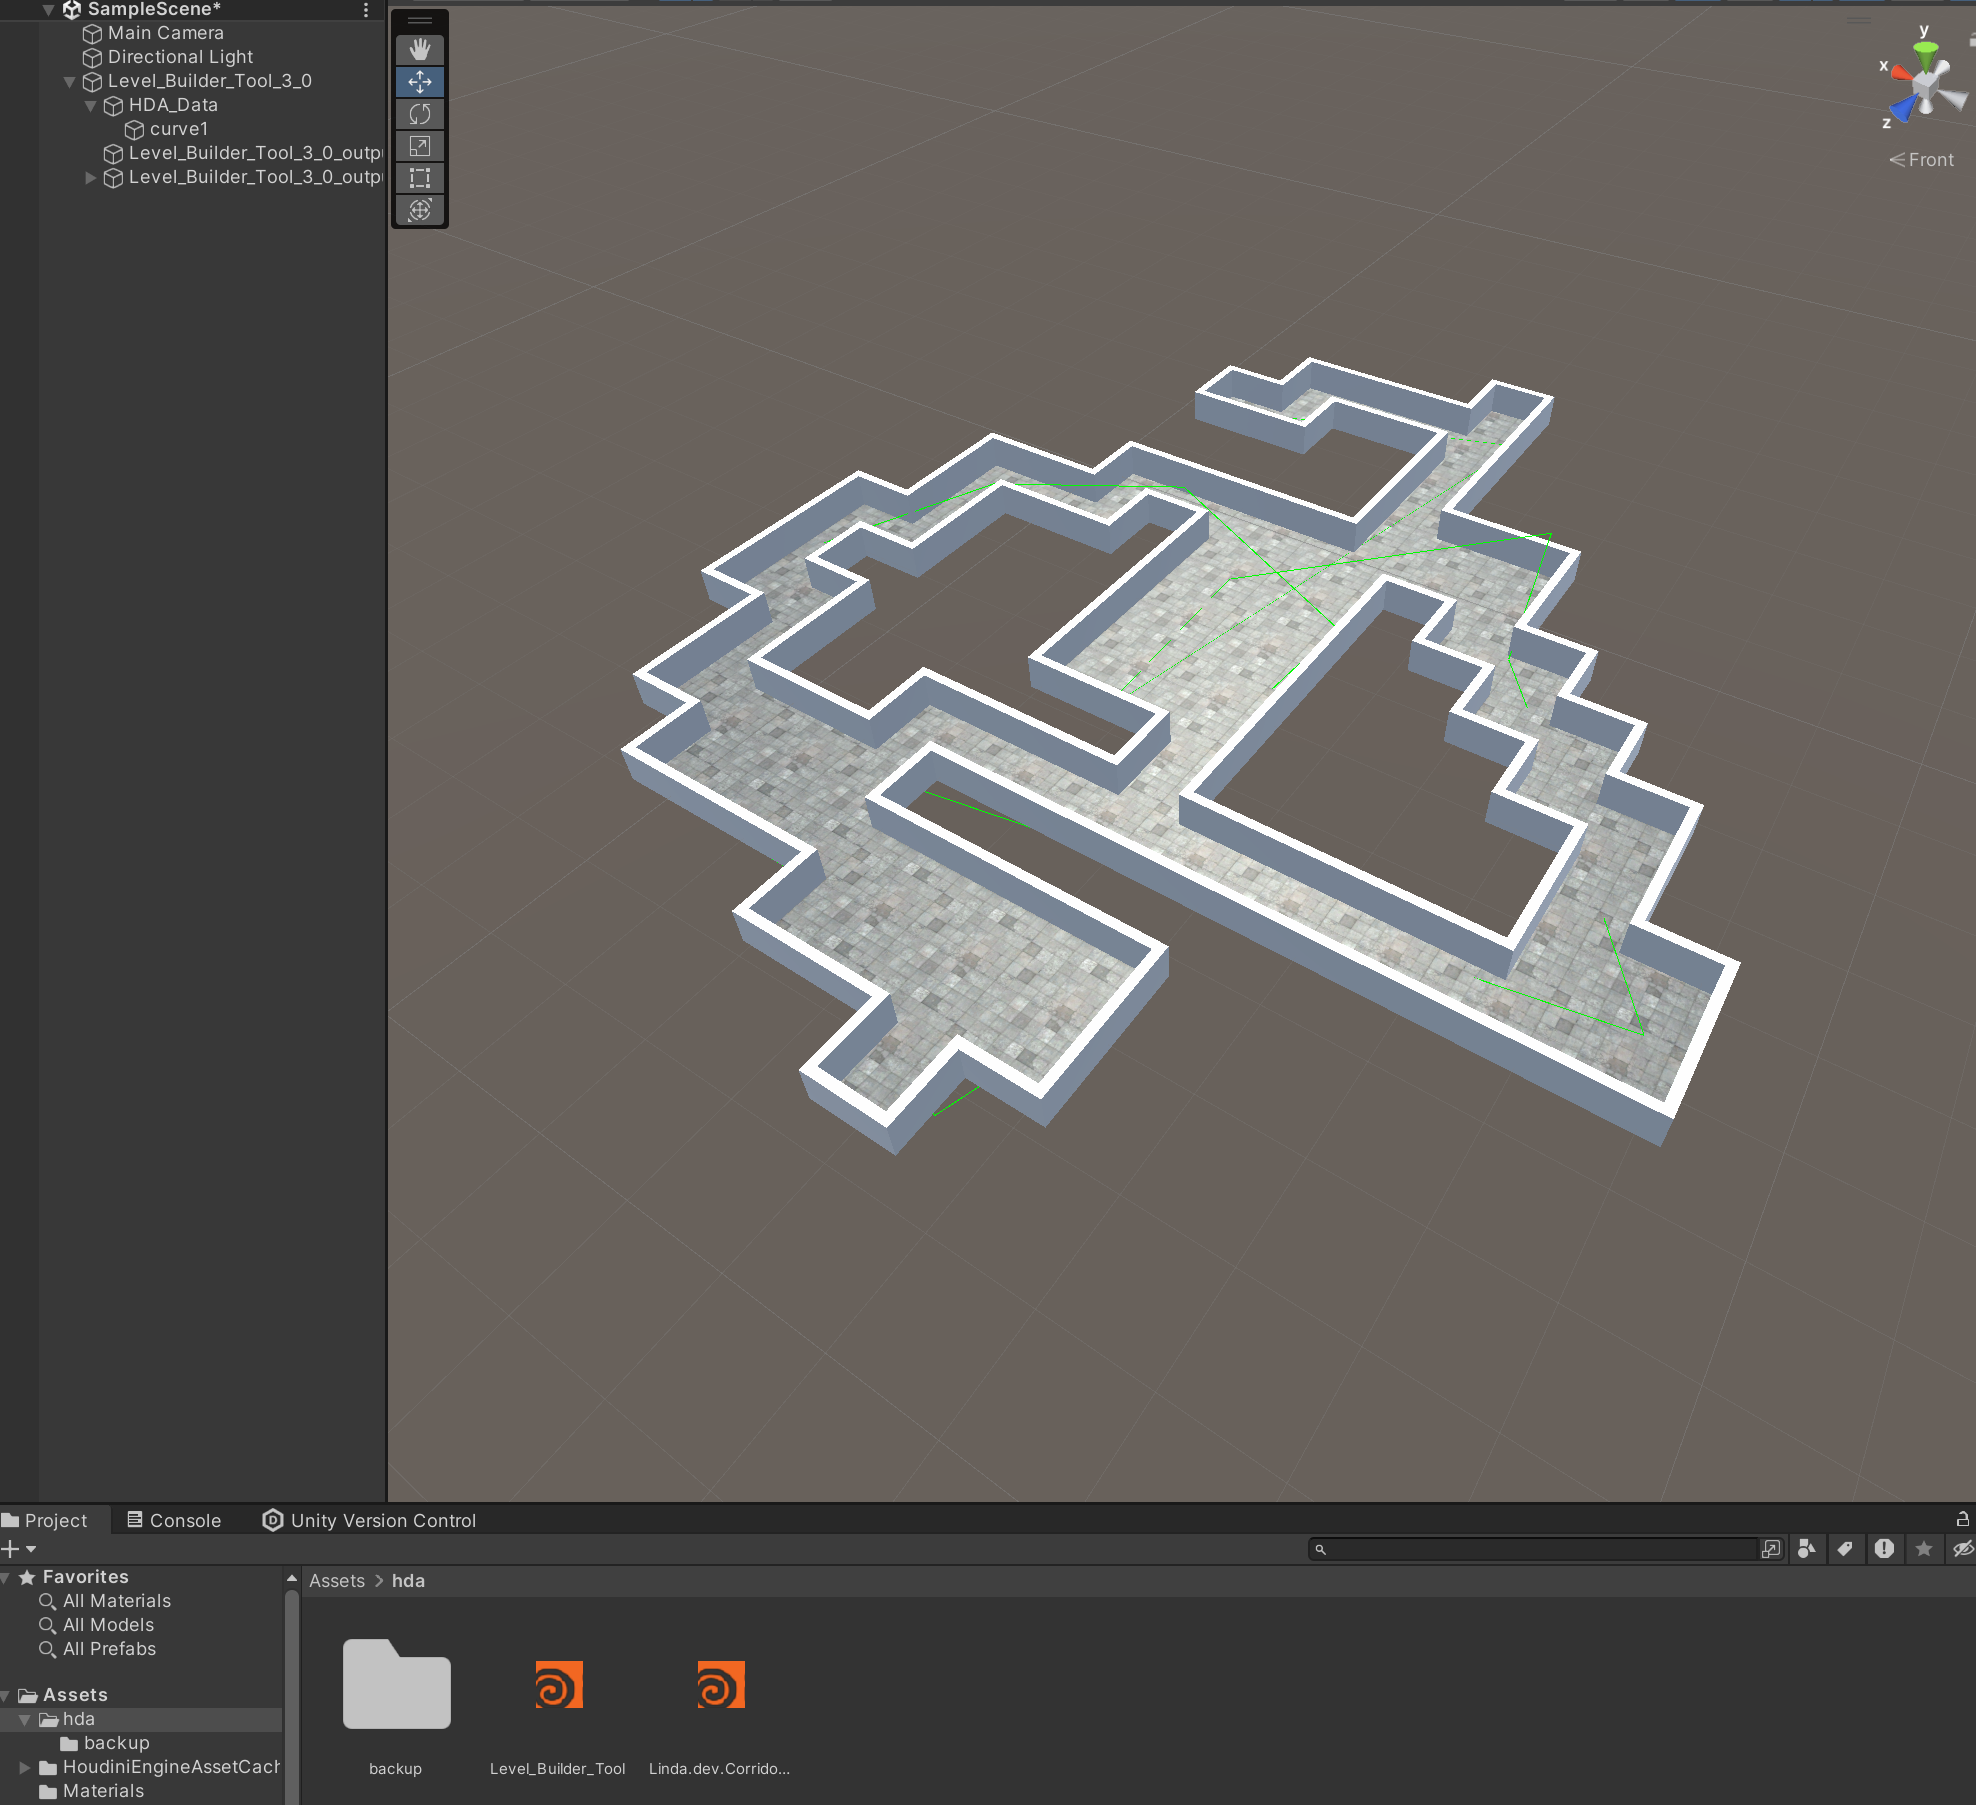 SampleScene*
Main Camera
Directional Light
Level_Builder_Tool_3_0
HDA_Data
curve1
Level_Builder_Tool_3_0_outp
Level_Builder_Tool_3_0_outp
y
x
z
Front
Project
Console
Unity Version Control
Favorites
All Materials
All Models
All Prefabs
Assets
hda
backup
HoudiniEngineAssetCach
Materials
Assets > hda
backup
Level_Builder_Tool
Linda.dev.Corrido...